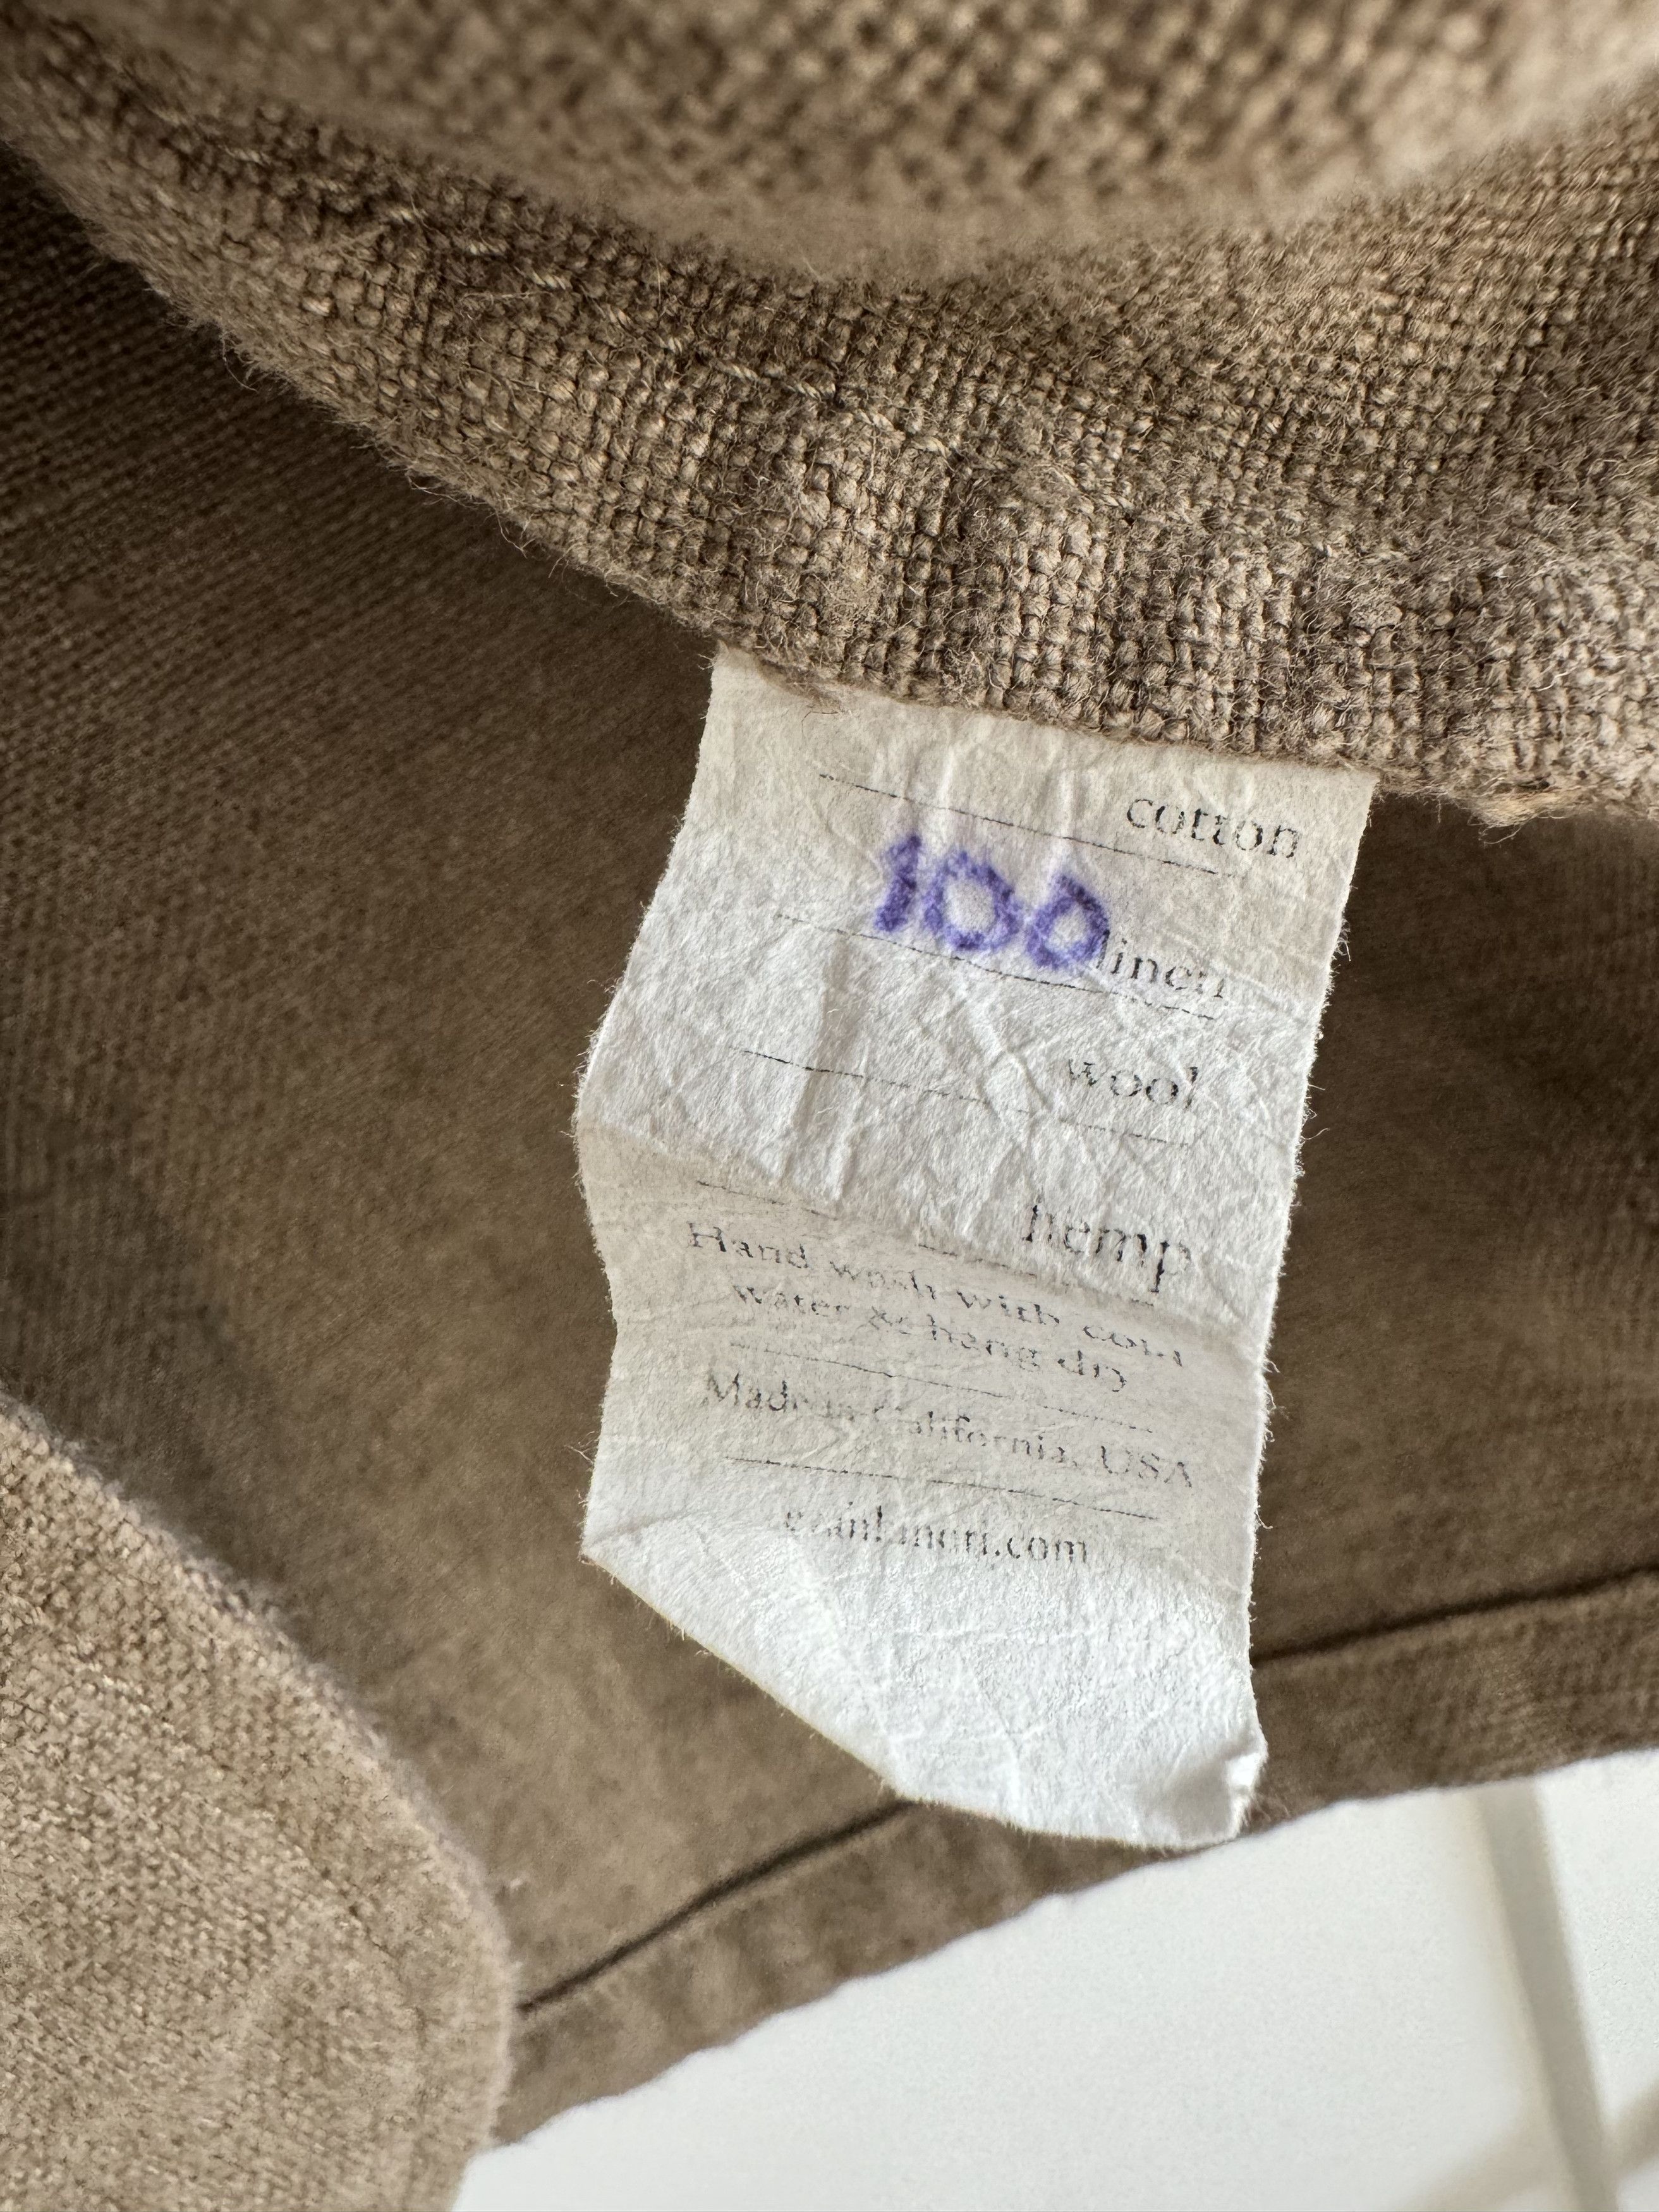 cotton
100 linen
wool
hemp
Hand wash with cold
water & hang dry
Made in California, USA